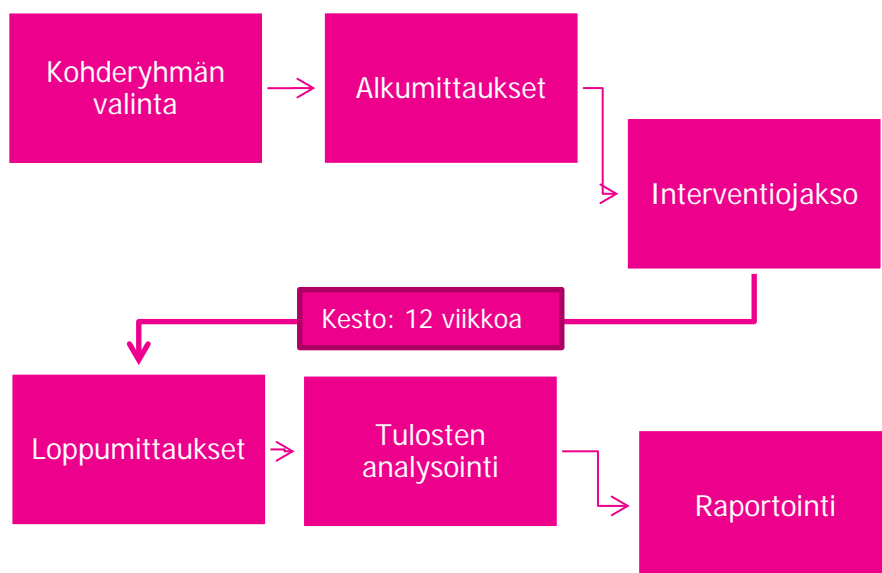 Kohderyhmän
valinta
Alkumittaukset
Interventiojakso
Kesto: 12 viikkoa
Loppumittaukset
Tulosten
analysointi
Raportointi